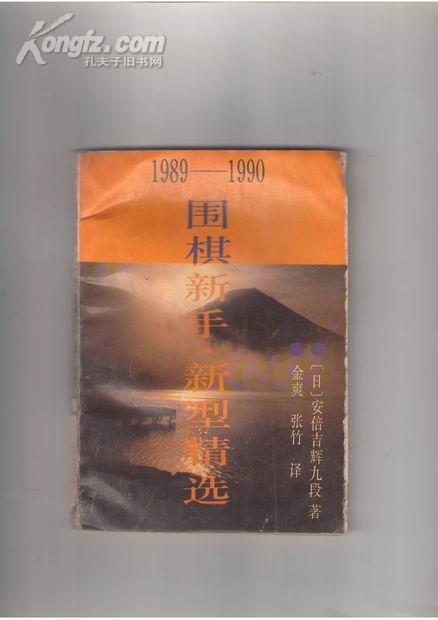 Kongfz.com
孔夫子旧书网
1989——1990
围棋新手·新型精选
〔日〕安倍吉辉九段 著
金爽 张竹 译